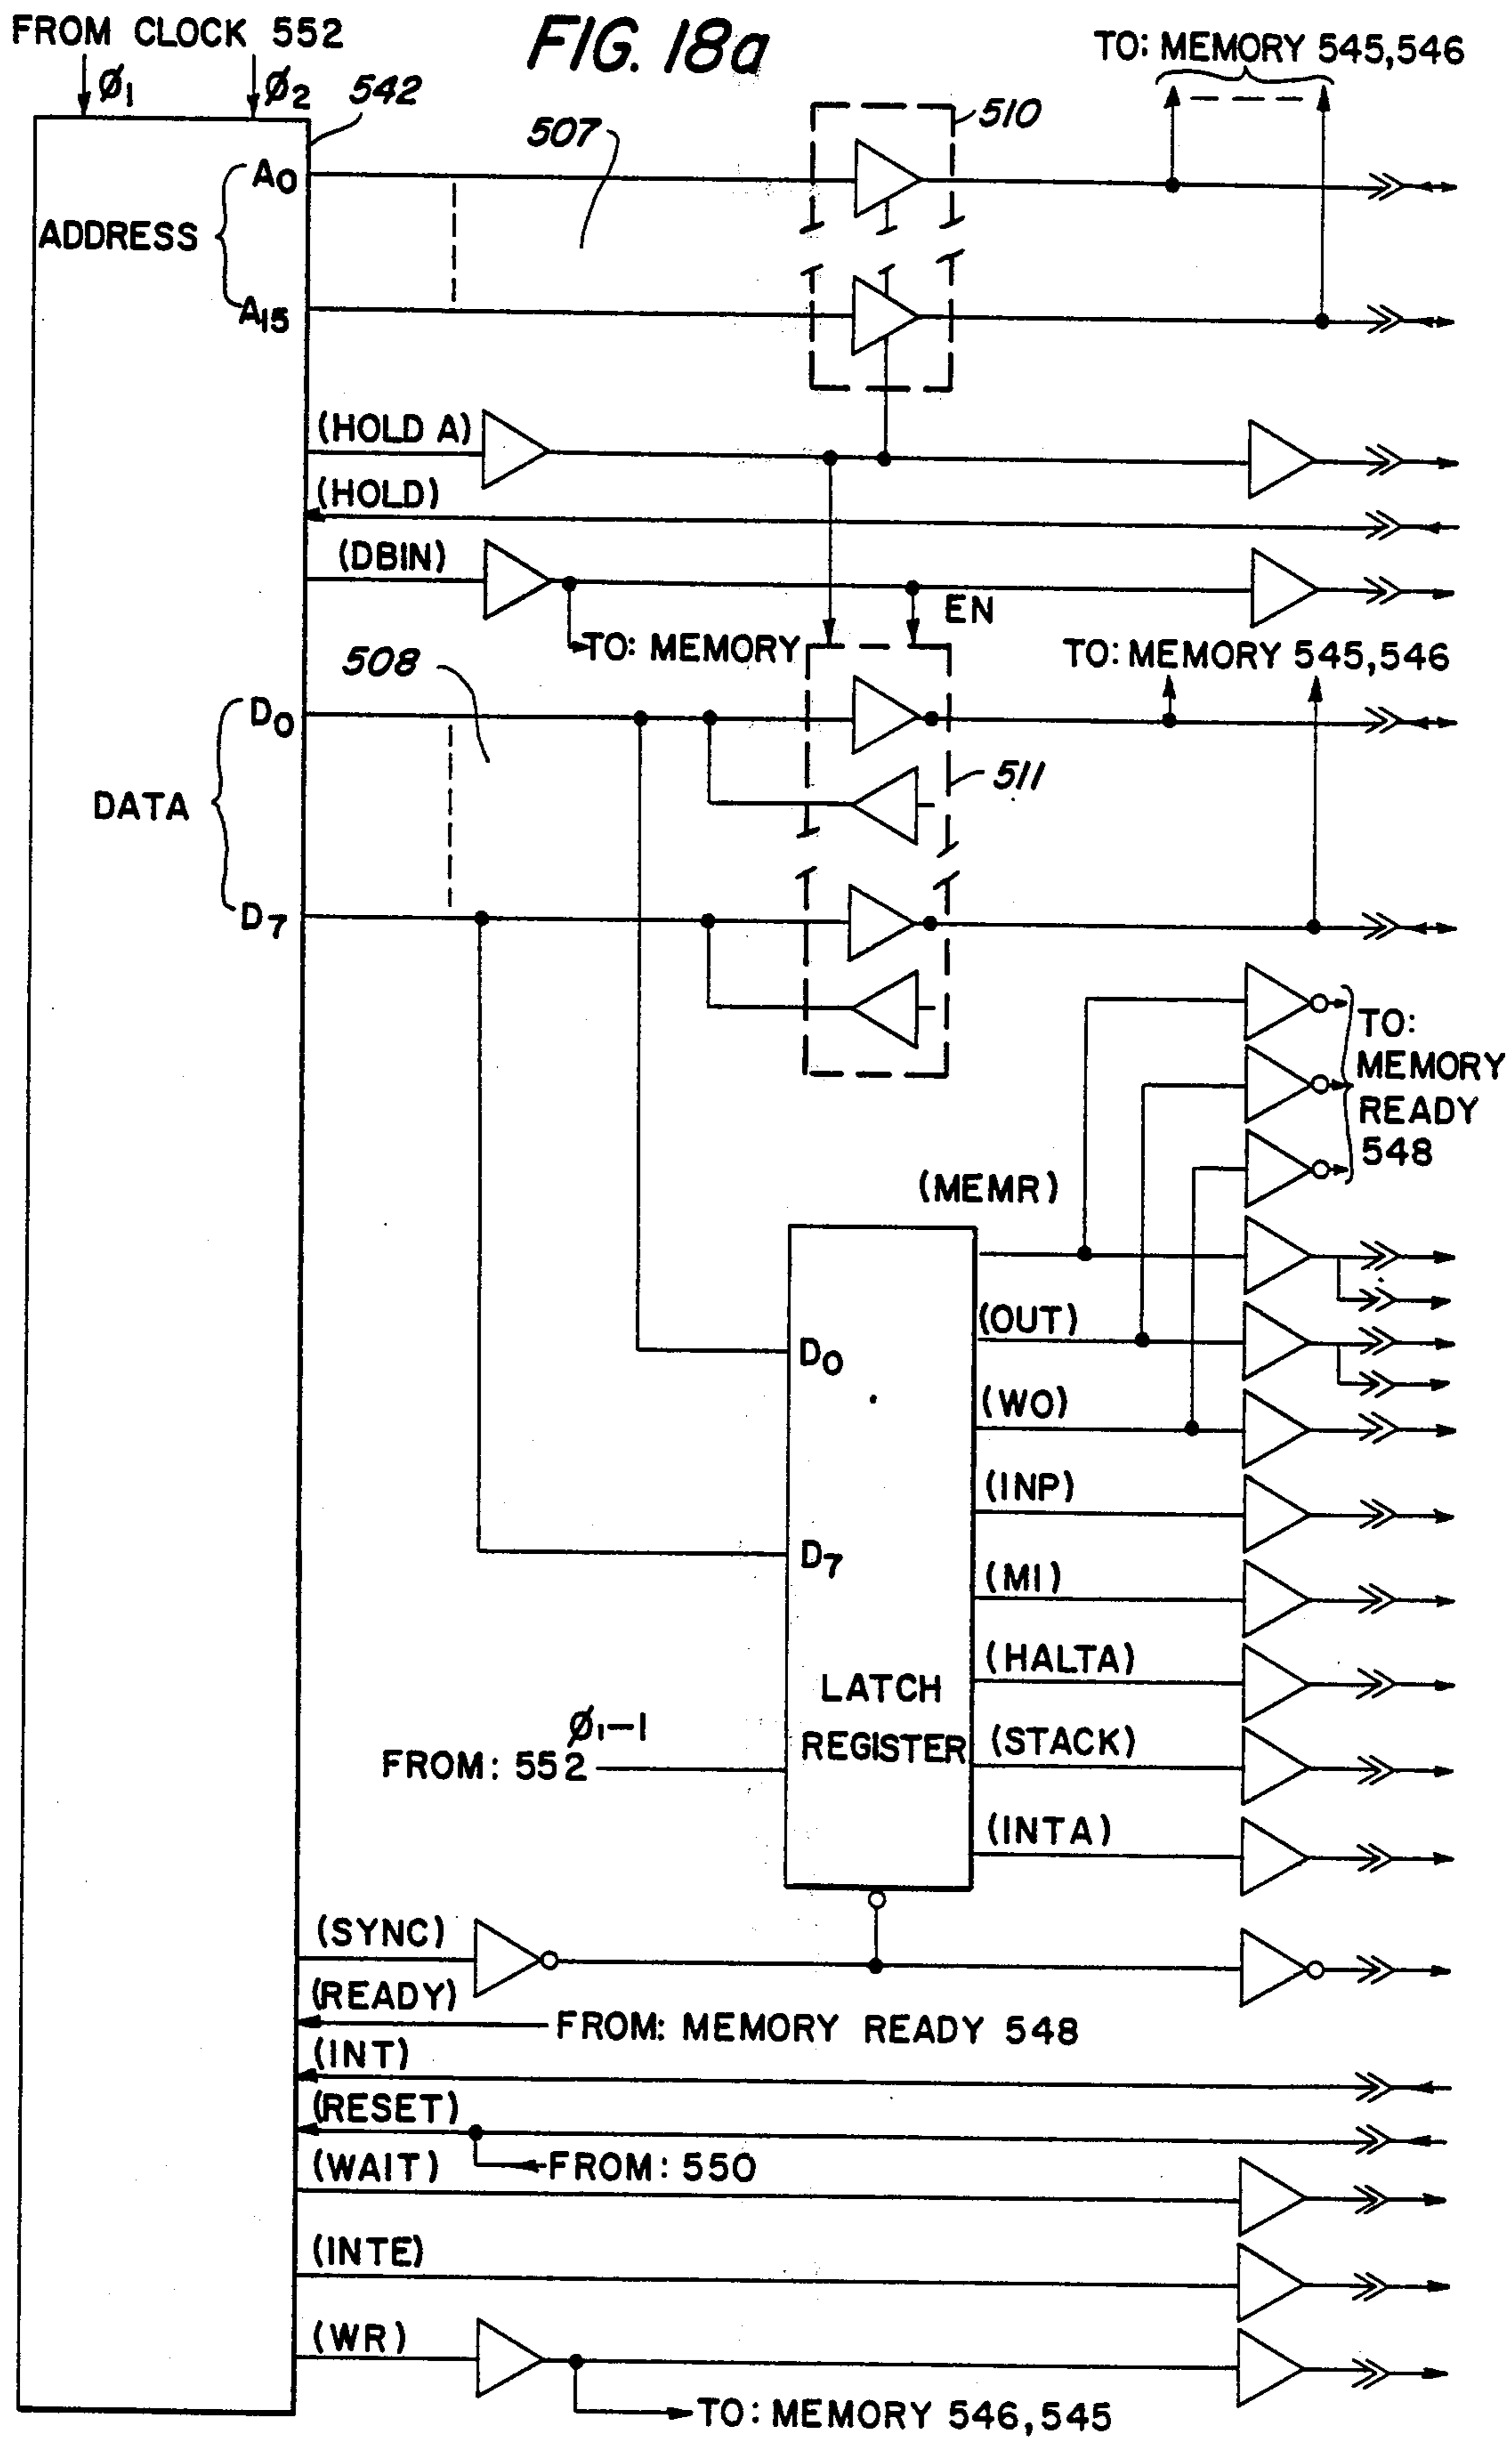 FROM CLOCK 552
FIG. 18a
TO: MEMORY 545,546
Ø1
Ø2
542
510
507
A0
ADDRESS
A15
(HOLD A)
(HOLD)
(DBIN)
EN
TO: MEMORY
TO: MEMORY 545,546
508
D0
511
DATA
D7
TO:
MEMORY
READY
548
(MEMR)
(OUT)
D0
(WO)
(INP)
D7
(MI)
(HALTA)
LATCH
REGISTER
Ø1-1
FROM: 552
(STACK)
(INTA)
(SYNC)
(READY)
FROM: MEMORY READY 548
(INT)
(RESET)
FROM: 550
(WAIT)
(INTE)
(WR)
TO: MEMORY 546,545